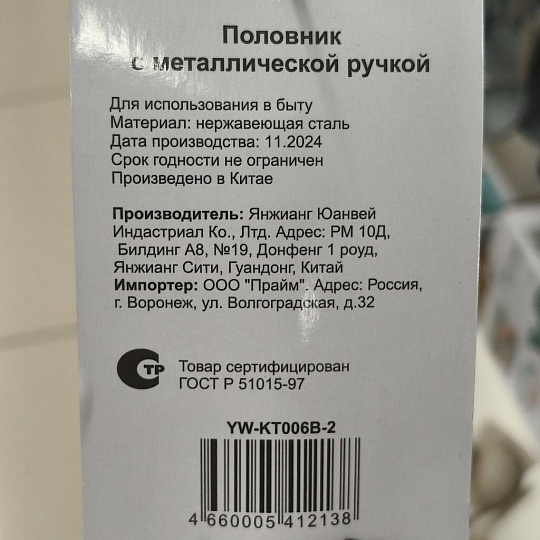 Половник
с металлической ручкой
Для использования в быту
Материал: нержавеющая сталь
Дата производства: 11.2024
Срок годности не ограничен
Произведено в Китае
Производитель: Янжианг Юанвей
Индастриал Ко., Лтд. Адрес: РМ 10Д,
Билдинг А8, №19, Донфенг 1 роуд,
Янжианг Сити, Гуандонг, Китай
Импортер: ООО "Прайм". Адрес: Россия,
г. Воронеж, ул. Волгоградская, д.32
СТР Товар сертифицирован
ГОСТ Р 51015-97
YW-KT006B-2
4 660005 412138